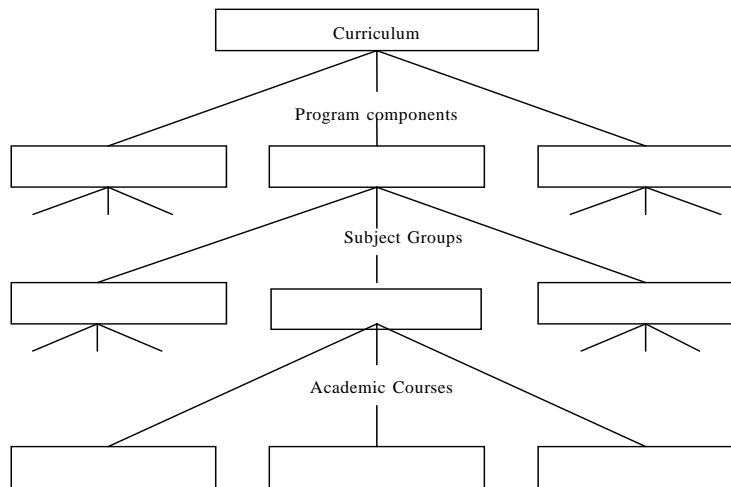 Curriculum
Program components
Subject Groups
Academic Courses